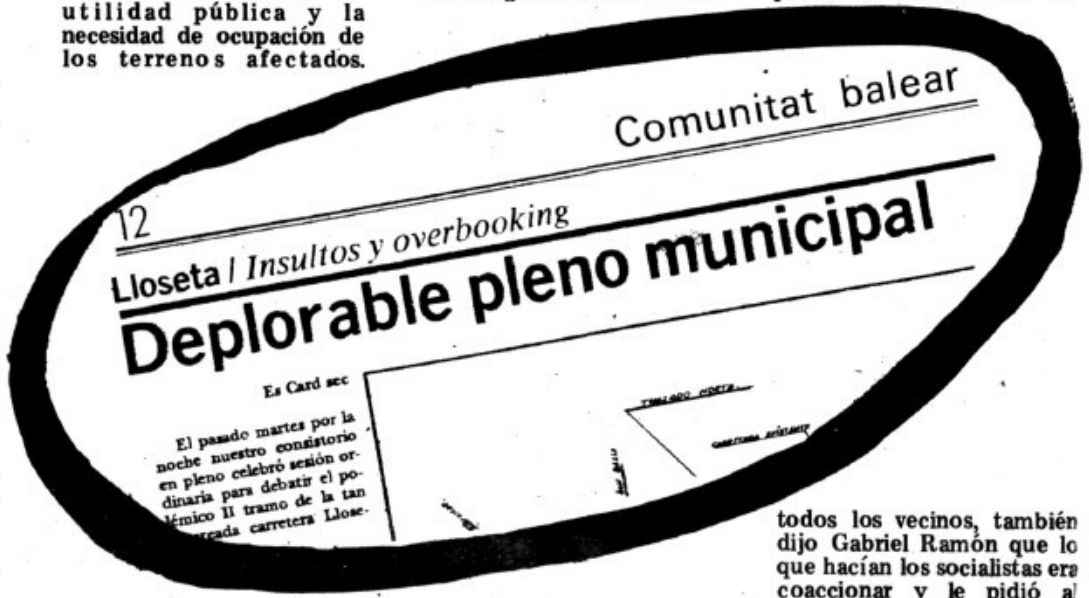 utilidad pública y la
necesidad de ocupación de
los terrenos afectados.
Comunitat balear
12
Lloseta / Insultos y overbooking
Deplorable pleno municipal
Es Card sec
El pasado martes por la
noche nuestro consistorio
en pleno celebró sesión or-
dinaria para debatir el po-
lémico II tramo de la tan
carretera Llose-
todos los vecinos, también
dijo Gabriel Ramón que lo
que hacían los socialistas era
coaccionar y le pidió al